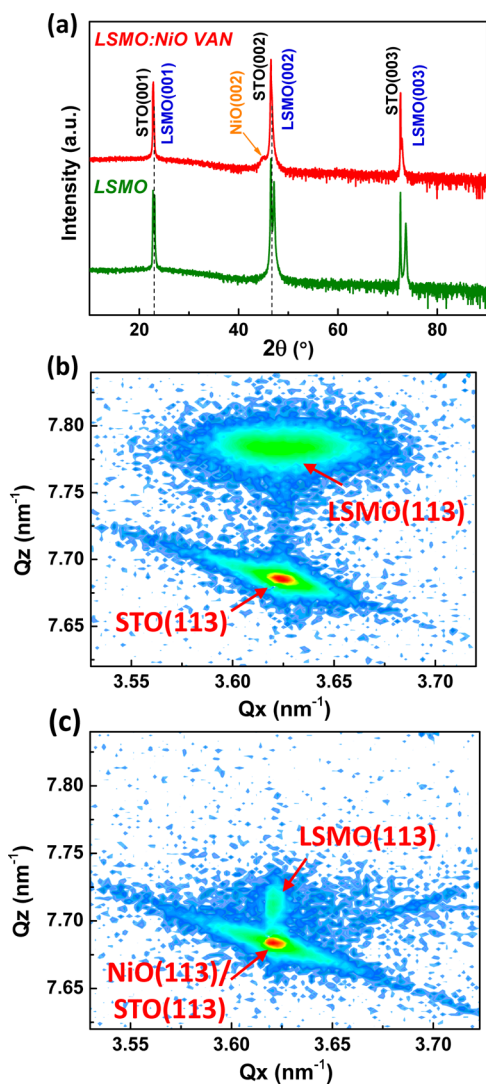 (a)
LSMO:NiO VAN
STO(001)
LSMO(001)
NiO(002)
STO(002)
LSMO(002)
STO(003)
LSMO(003)
LSMO
Intensity (a.u.)
20 40 60 80
2θ (°)
(b)
7.80
7.75
7.70
7.65
LSMO(113)
STO(113)
3.55 3.60 3.65 3.70
Qz (nm⁻¹)
Qx (nm⁻¹)
(c)
7.80
7.75
7.70
7.65
LSMO(113)
NiO(113)/
STO(113)
3.55 3.60 3.65 3.70
Qz (nm⁻¹)
Qx (nm⁻¹)